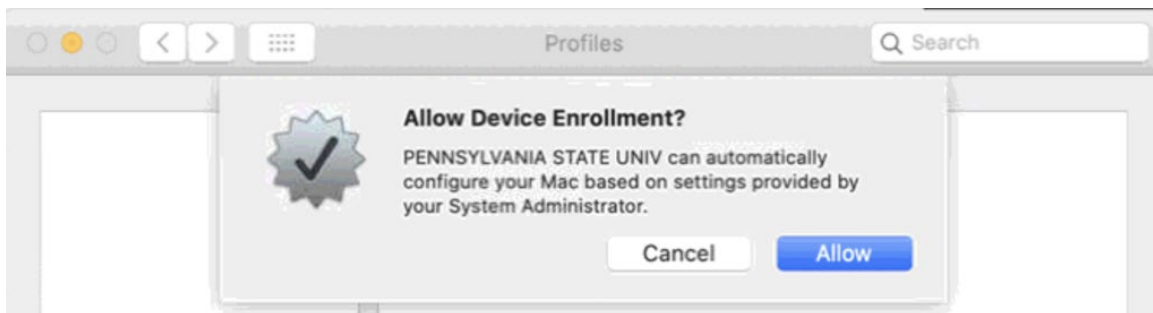 Profiles
Search
Allow Device Enrollment?
PENNSYLVANIA STATE UNIV can automatically
configure your Mac based on settings provided by
your System Administrator.
Cancel
Allow